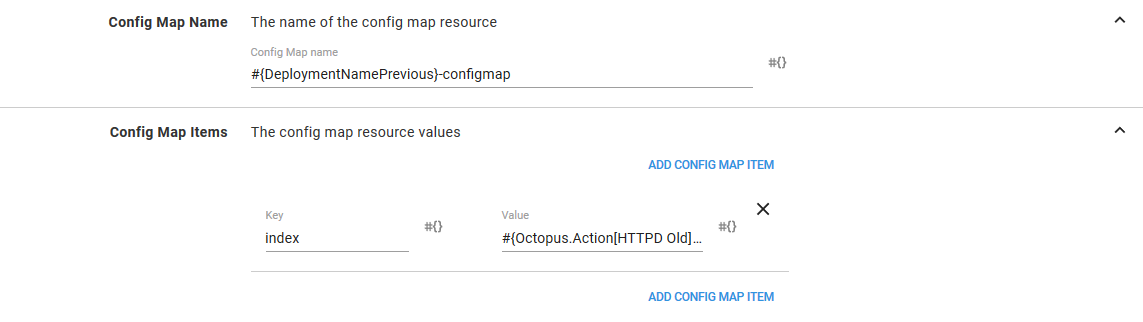 Config Map Name The name of the config map resource
Config Map name
#{DeploymentNamePrevious}-configmap
#{}
Config Map Items The config map resource values
ADD CONFIG MAP ITEM
Key Value
index #{} #{Octopus.Action[HTTPD Old]... #{}
ADD CONFIG MAP ITEM